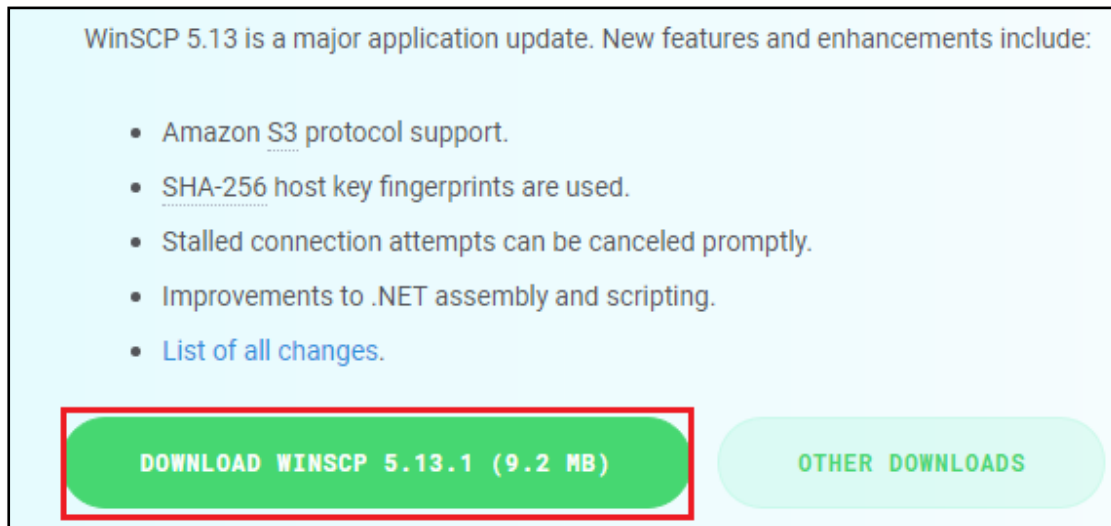 WinSCP 5.13 is a major application update. New features and enhancements include:
• Amazon S3 protocol support.
• SHA-256 host key fingerprints are used.
• Stalled connection attempts can be canceled promptly.
• Improvements to .NET assembly and scripting.
• List of all changes.
DOWNLOAD WINSCP 5.13.1 (9.2 MB)
OTHER DOWNLOADS